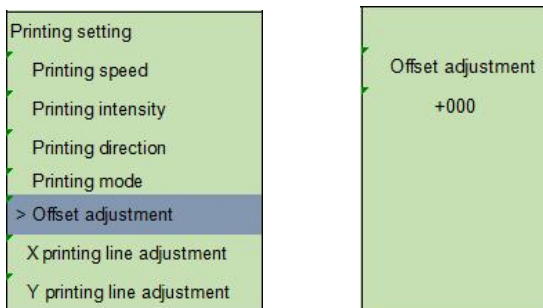 Printing setting
Printing speed
Printing intensity
Printing direction
Printing mode
> Offset adjustment
X printing line adjustment
Y printing line adjustment
Offset adjustment
+000